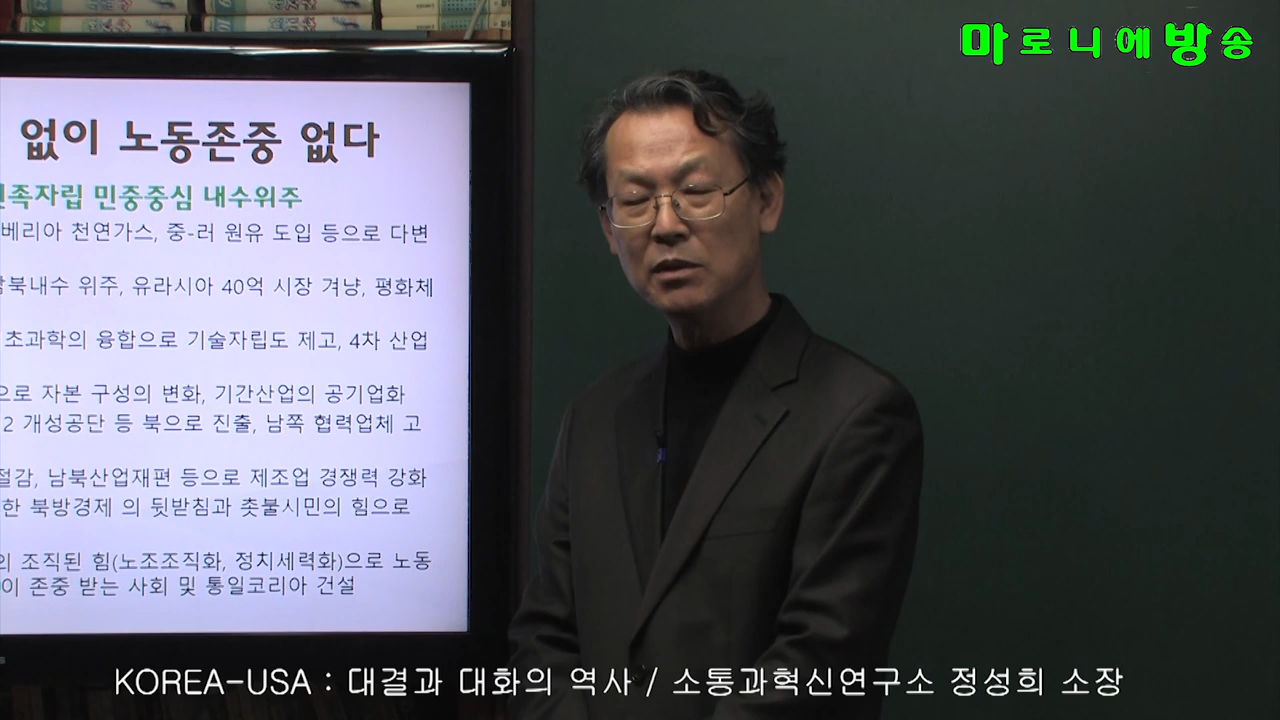 마로니에방송
없이 노동존중 없다
족자립 민중중심 내수위주
베리아 천연가스, 중-러 원유 도입 등으로 다변
남북내수 위주, 유라시아 40억 시장 겨냥, 평화체
초과학의 융합으로 기술자립도 제고, 4차 산업
으로 자본 구성의 변화, 기간산업의 공기업화
2 개성공단 등 북으로 진출, 남쪽 협력업체 고
절감, 남북산업재편 등으로 제조업 경쟁력 강화
한 북방경제 의 뒷받침과 촛불시민의 힘으로
의 조직된 힘(노조조직화, 정치세력화)으로 노동
이 존중 받는 사회 및 통일코리아 건설
KOREA-USA : 대결과 대화의 역사 / 소통과혁신연구소 정성희 소장